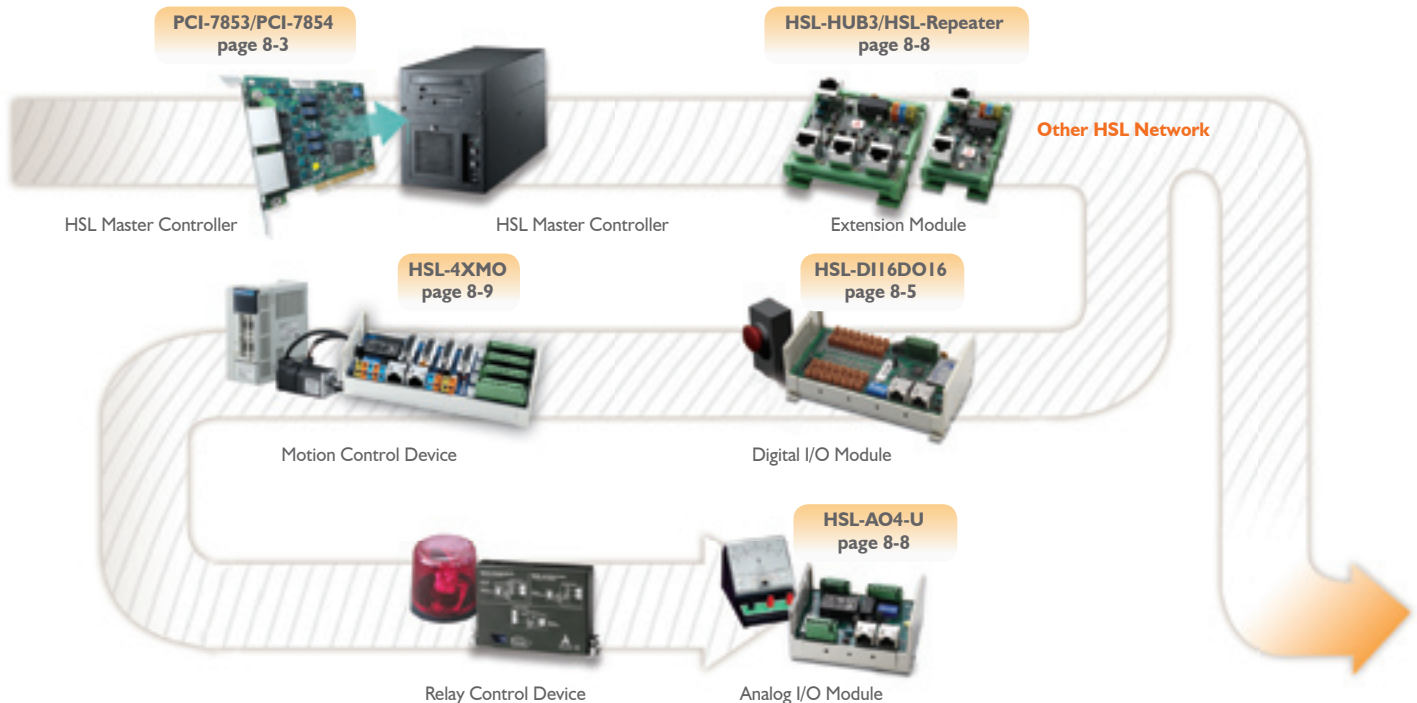 PCI-7853/PCI-7854
page 8-3
HSL-HUB3/HSL-Repeater
page 8-8
Other HSL Network
HSL Master Controller
HSL Master Controller
Extension Module
HSL-4XMO
page 8-9
HSL-DI16DO16
page 8-5
Motion Control Device
Digital I/O Module
HSL-AO4-U
page 8-8
Relay Control Device
Analog I/O Module